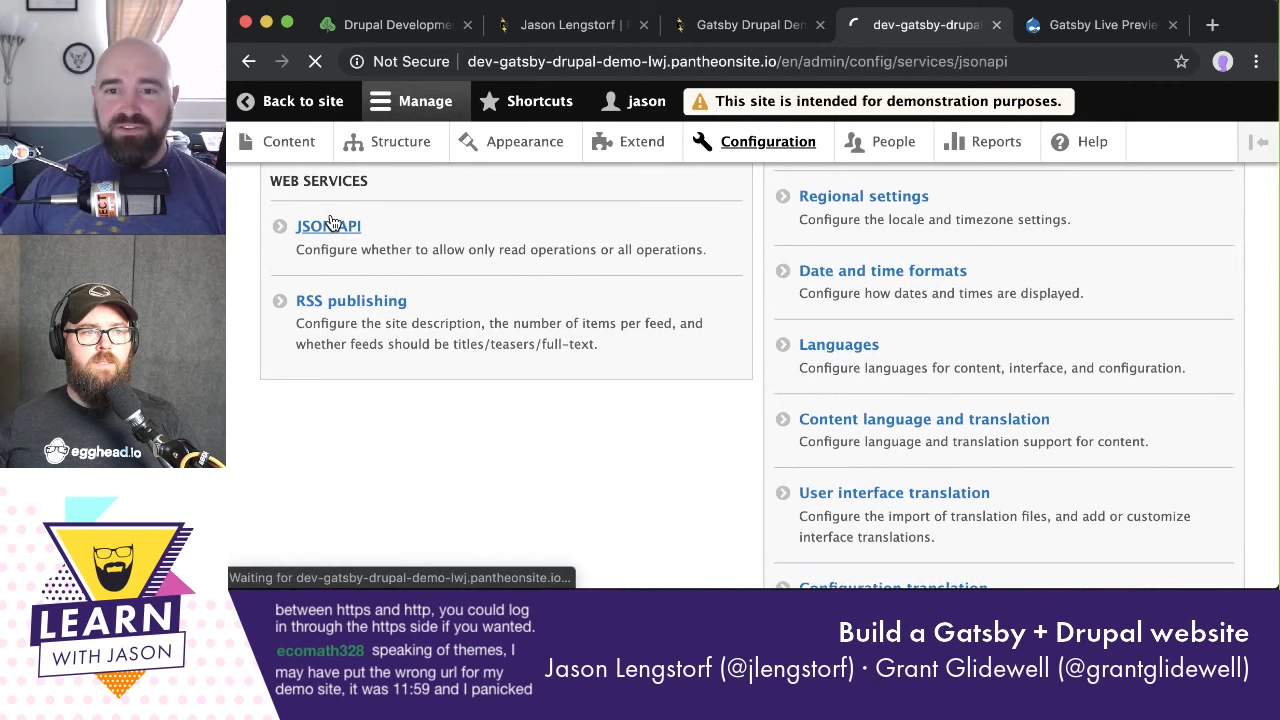 Drupal Developme
Jason Lengstorf |
Gatsby Drupal Den
dev-gatsby-drupal
Gatsby Live Previe
Not Secure
dev-gatsby-drupal-demo-lwj.pantheonsite.io/en/admin/config/services/jsonapi
Back to site
Manage
Shortcuts
jason
This site is intended for demonstration purposes.
Content
Structure
Appearance
Extend
Configuration
People
Reports
Help
WEB SERVICES
JSON:API
Configure whether to allow only read operations or all operations.
RSS publishing
Configure the site description, the number of items per feed, and
whether feeds should be titles/teasers/full-text.
Regional settings
Configure the locale and timezone settings.
Date and time formats
Configure how dates and times are displayed.
Languages
Configure languages for content, interface, and configuration.
Content language and translation
Configure language and translation support for content.
User interface translation
Configure the import of translation files, and add or customize
interface translations.
Configuration translation
Waiting for dev-gatsby-drupal-demo-lwj.pantheonsite.io...
egghead.io
LEARN
WITH JASON
between https and http, you could log
in through the https side if you wanted.
ecomath328 speaking of themes, I
may have put the wrong url for my
demo site, it was 11:59 and I panicked
Build a Gatsby + Drupal website
Jason Lengstorf (@jlengstorf) · Grant Glidewell (@grantglidewell)